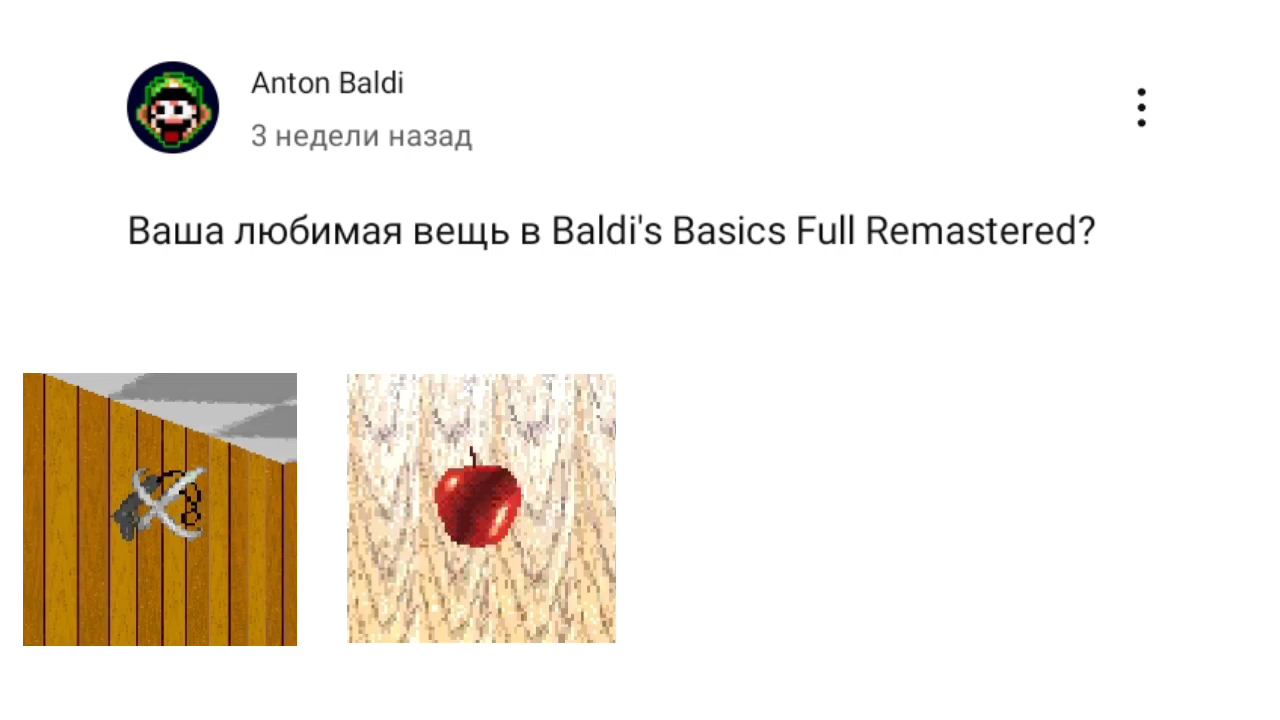 Anton Baldi
3 недели назад
Ваша любимая вещь в Baldi's Basics Full Remastered?